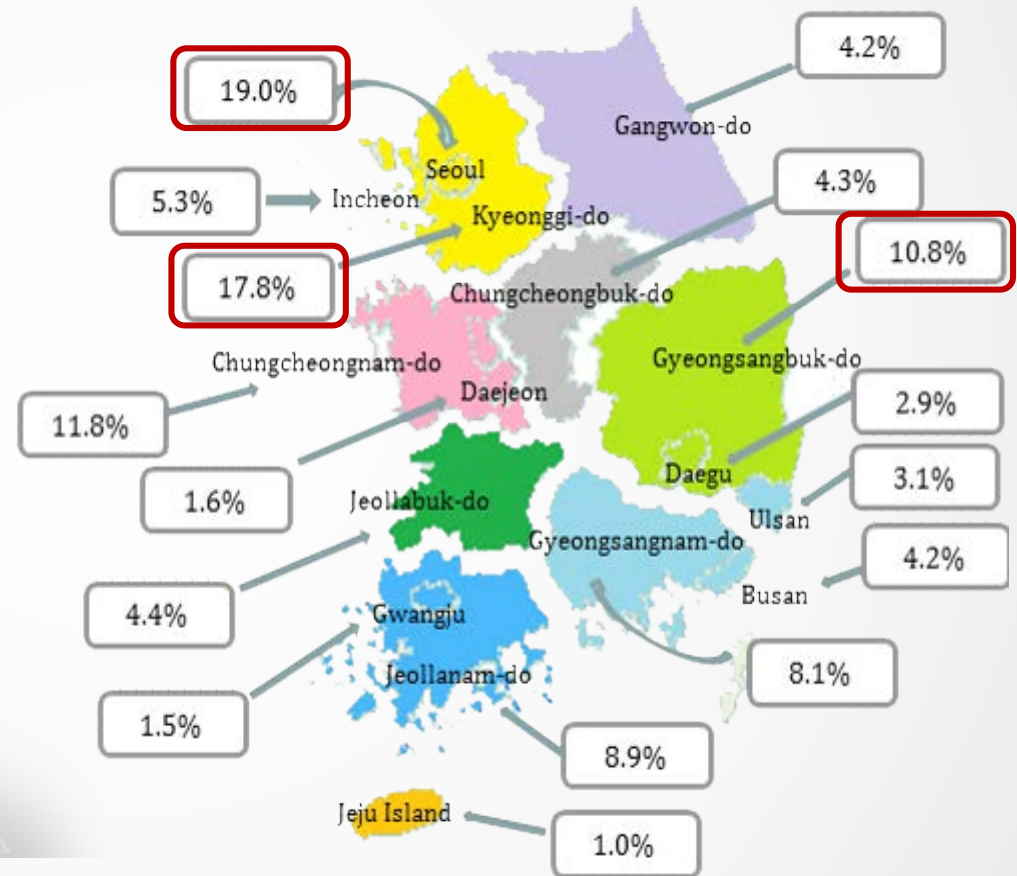 4.2%
19.0%
Gangwon-do
Seoul
4.3%
5.3%
Incheon
Kyeonggi-do
10.8%
17.8%
Chungcheongbuk-do
Chungcheongnam-do
Gyeongsangbuk-do
Daejeon
2.9%
11.8%
Daegu
1.6%
3.1%
Jeollabuk-do
Ulsan
Gyeongsangnam-do
4.2%
Busan
4.4%
Gwangju
8.1%
Jeollanam-do
1.5%
8.9%
Jeju Island
1.0%